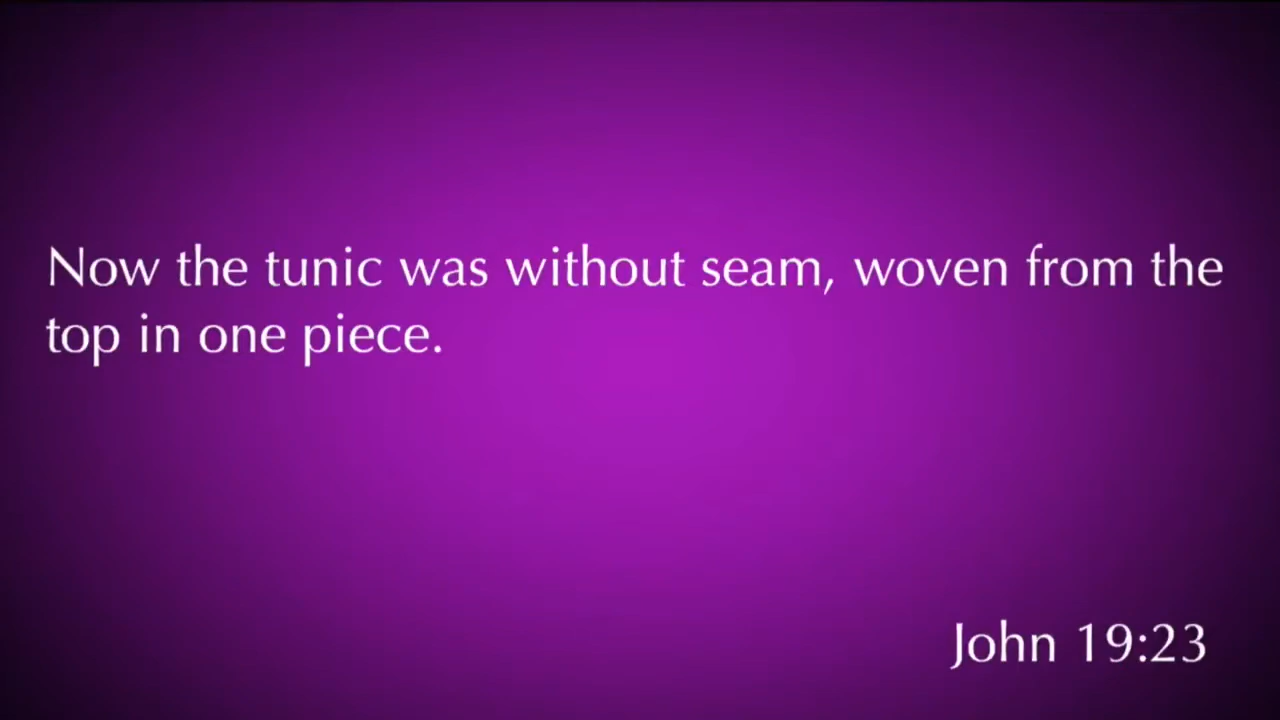 Now the tunic was without seam, woven from the
top in one piece.
John 19:23